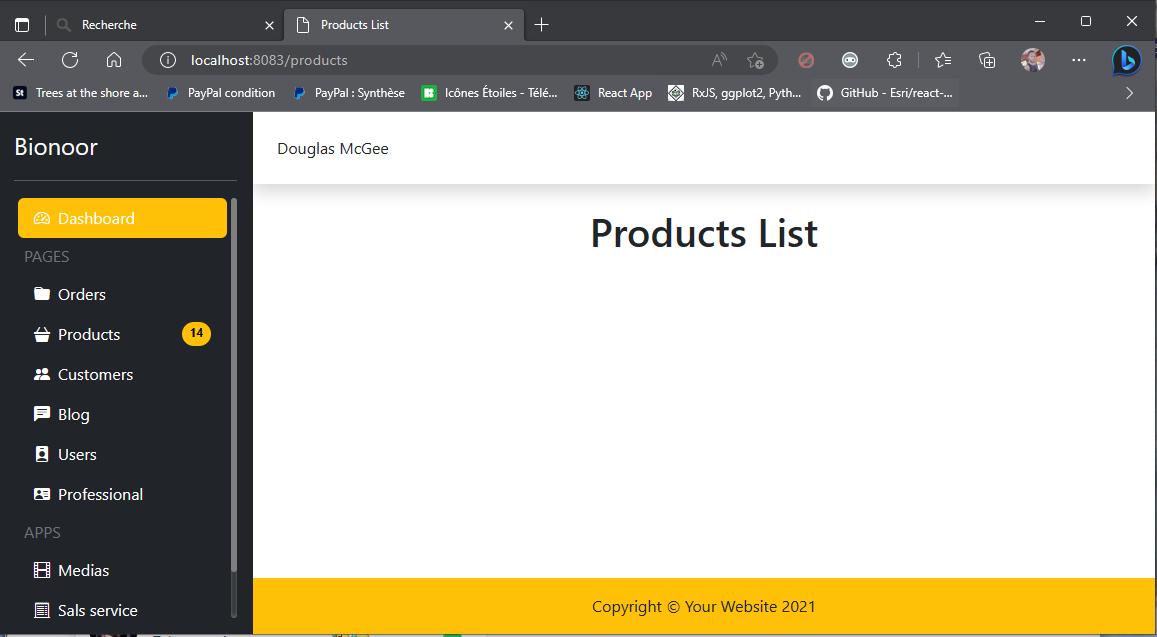 Recherche
Products List
localhost:8083/products
St Trees at the shore a...
PayPal condition
PayPal : Synthèse
Icônes Étoiles - Télé...
React App
RxJS, ggplot2, Pyth...
GitHub - Esri/react-...
Bionoor
Douglas McGee
Dashboard
PAGES
Orders
Products 14
Customers
Blog
Users
Professional
APPS
Medias
Sals service
Products List
Copyright © Your Website 2021